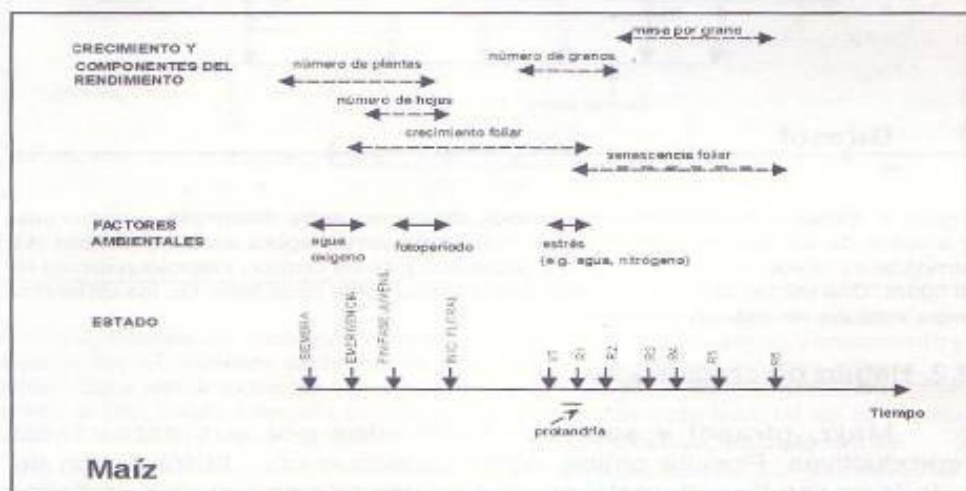 CRECIMIENTO Y
COMPONENTES DEL
RENDIMIENTO
masa por grano
número de plantas
número de granos
número de hojas
crecimiento foliar
senescencia foliar
FACTORES
AMBIENTALES
agua
oxígeno
fotoperíodo
estrés
(e.g. agua, nitrógeno)
ESTADO
SIEMBRA
EMERGENCIA
FIN FASE JUVENIL
INIC FLORAL
VT
R1
R2
R3
R4
R5
R6
Tiempo
protandria
Maíz